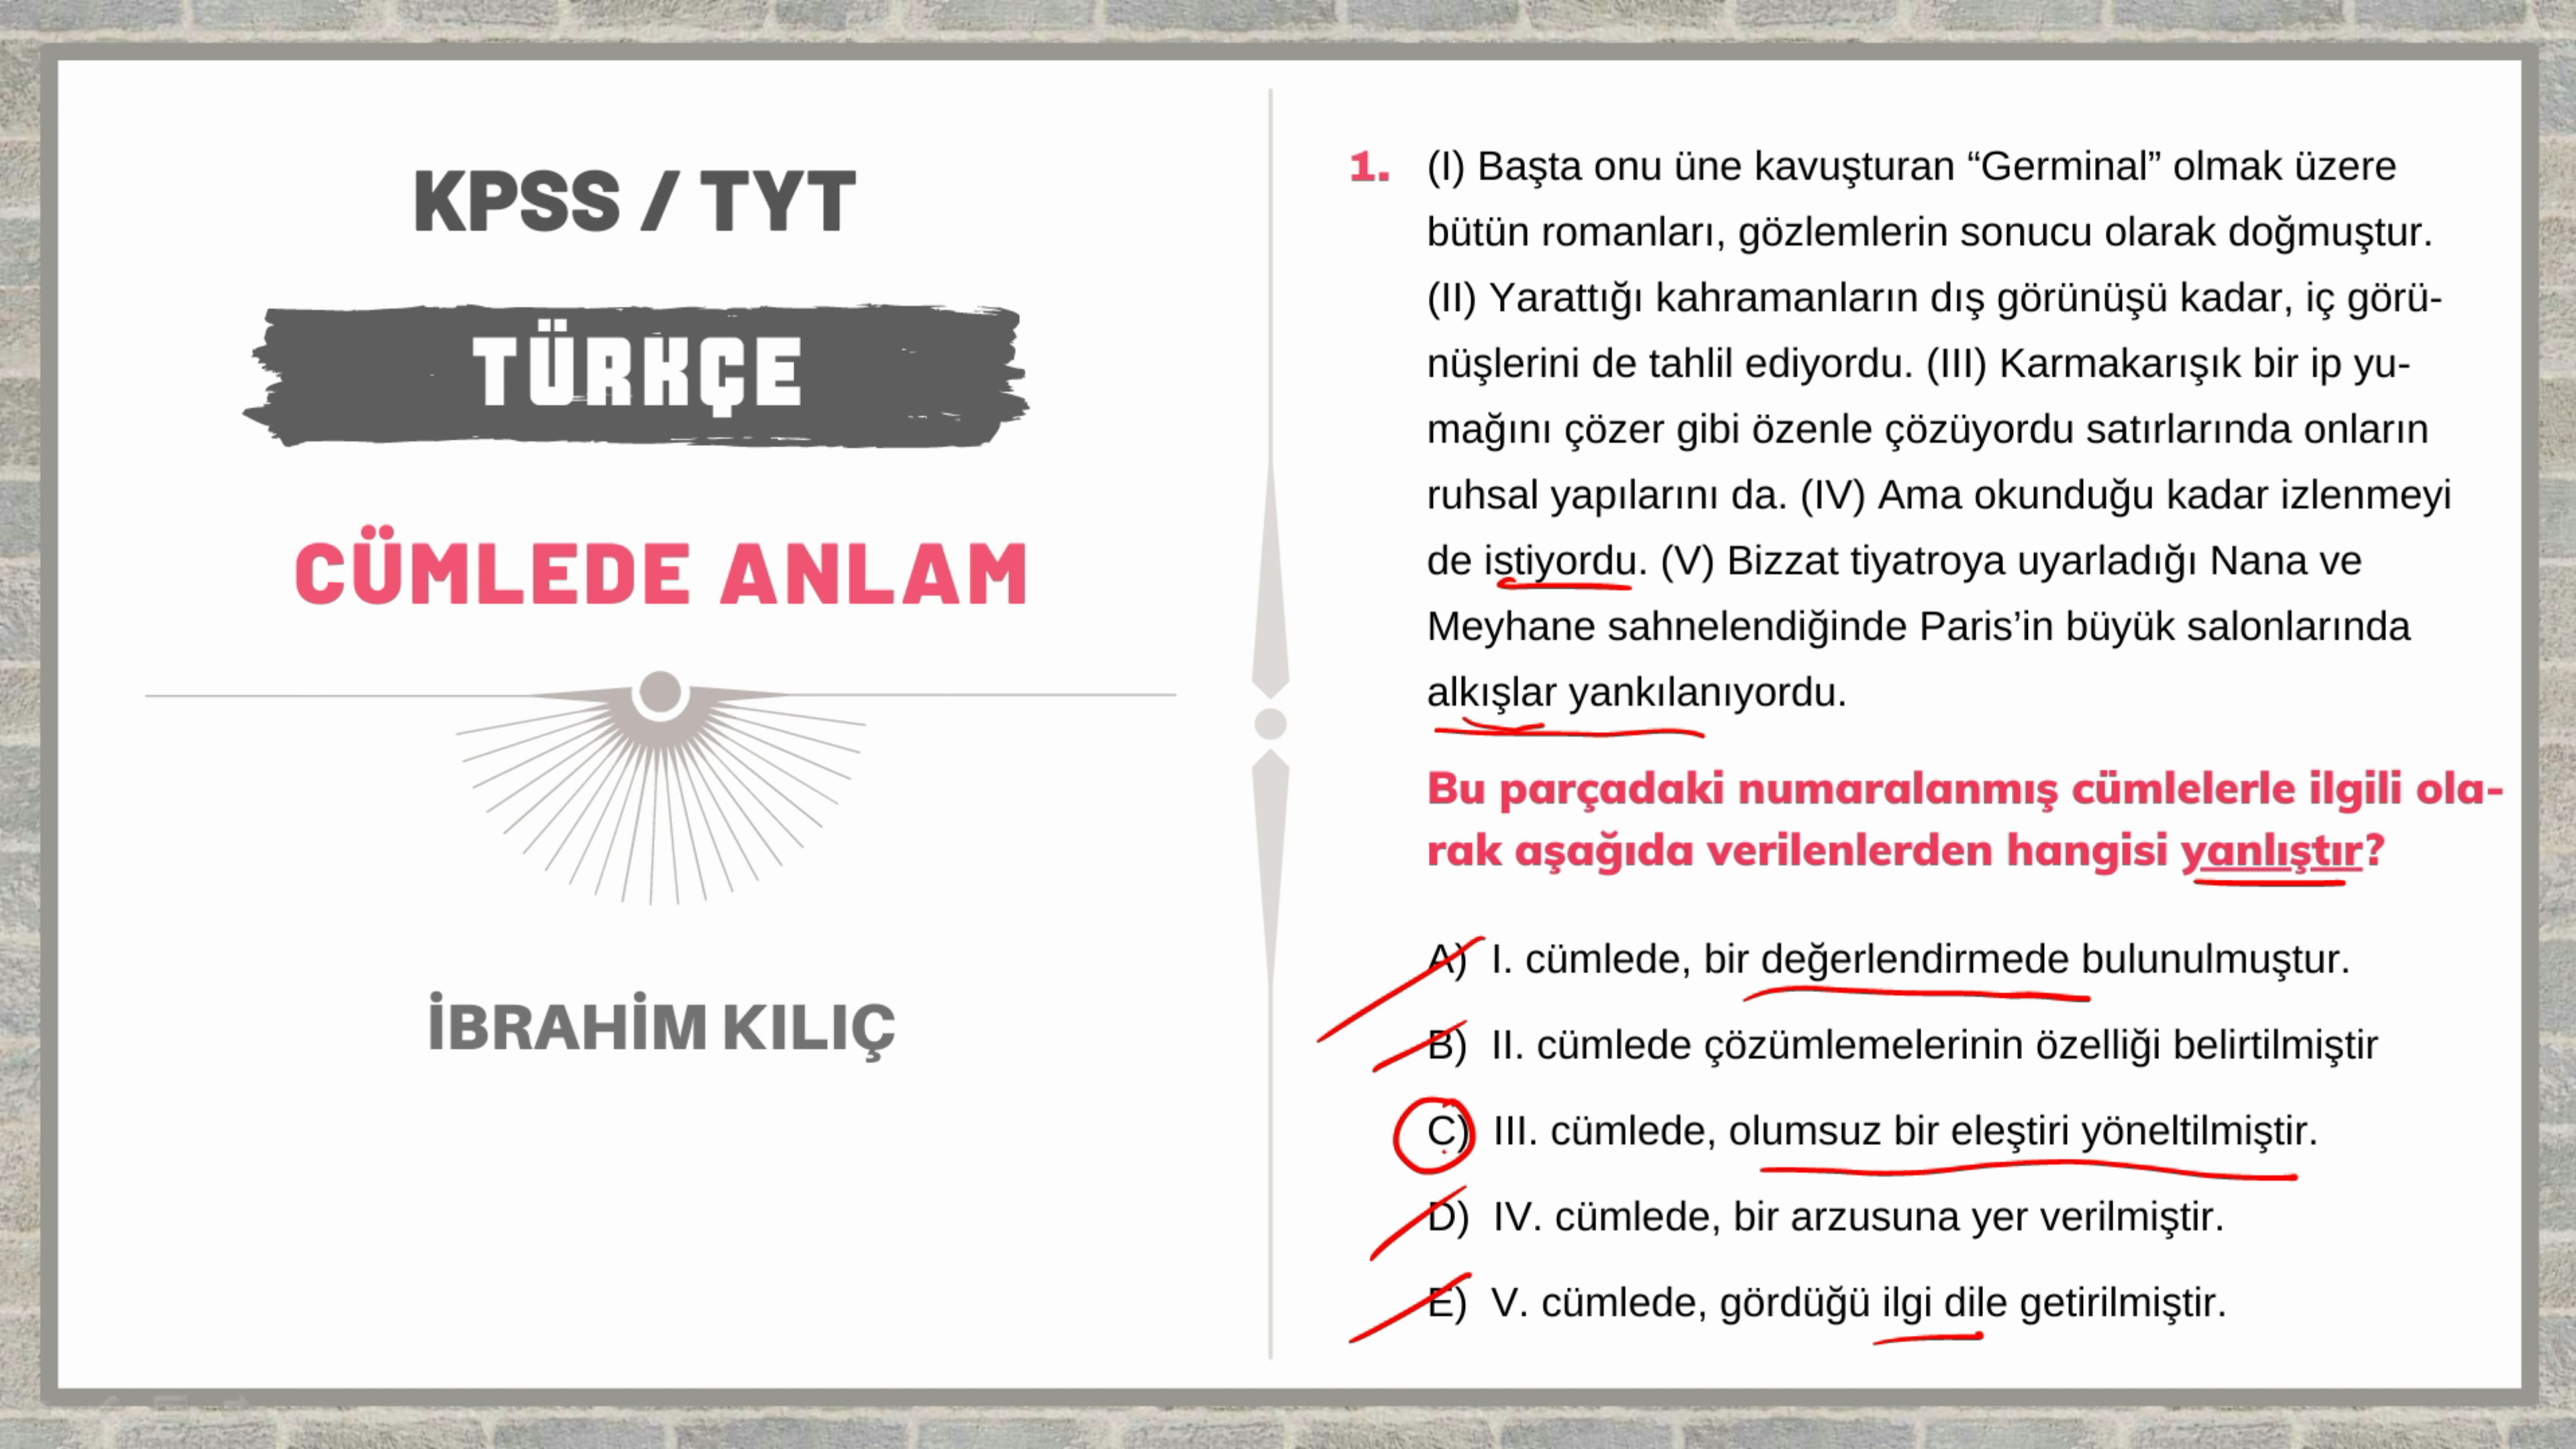 KPSS / TYT
TÜRKÇE
CÜMLEDE ANLAM
İBRAHİM KILIÇ
1. (I) Başta onu üne kavuşturan “Germinal” olmak üzere
bütün romanları, gözlemlerin sonucu olarak doğmuştur.
(II) Yarattığı kahramanların dış görünüşü kadar, iç görü-
nüşlerini de tahlil ediyordu. (III) Karmakarışık bir ip yu-
mağını çözer gibi özenle çözüyordu satırlarında onların
ruhsal yapılarını da. (IV) Ama okunduğu kadar izlenmeyi
de istiyordu. (V) Bizzat tiyatroya uyarladığı Nana ve
Meyhane sahnelendiğinde Paris’in büyük salonlarında
alkışlar yankılanıyordu.
Bu parçadaki numaralanmış cümlelerle ilgili ola-
rak aşağıda verilenlerden hangisi yanlıştır?
A) I. cümlede, bir değerlendirmede bulunulmuştur.
B) II. cümlede çözümlemelerinin özelliği belirtilmiştir
C) III. cümlede, olumsuz bir eleştiri yöneltilmiştir.
D) IV. cümlede, bir arzusuna yer verilmiştir.
E) V. cümlede, gördüğü ilgi dile getirilmiştir.